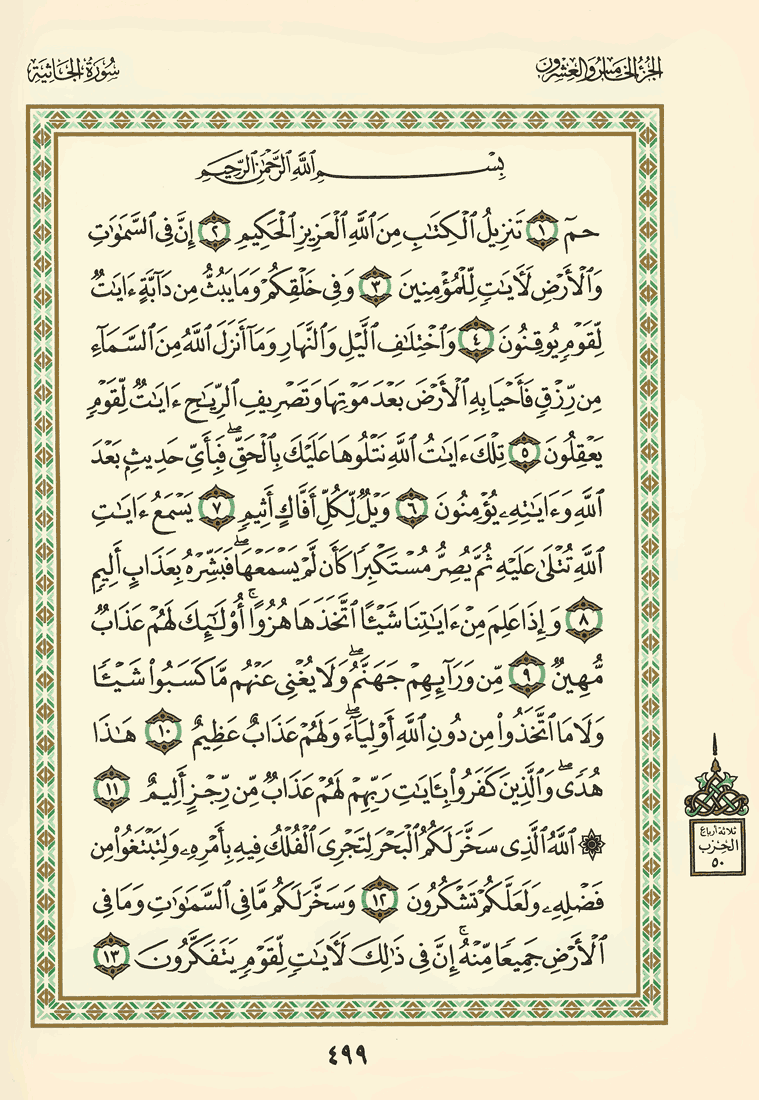 الجزء الخامس والعشرون
سورة الجاثية
بِسْمِ ٱللَّهِ ٱلرَّحْمَٰنِ ٱلرَّحِيمِ
حمٓ ١ تَنزِيلُ ٱلْكِتَٰبِ مِنَ ٱللَّهِ ٱلْعَزِيزِ ٱلْحَكِيمِ ٢ إِنَّ فِى ٱلسَّمَٰوَٰتِ
وَٱلْأَرْضِ لَءَايَٰتٍ لِّلْمُؤْمِنِينَ ٣ وَفِى خَلْقِكُمْ وَمَا يَبُثُّ مِن دَآبَّةٍ ءَايَٰتٌ
لِّقَوْمٍ يُوقِنُونَ ٤ وَٱخْتِلَٰفِ ٱلَّيْلِ وَٱلنَّهَارِ وَمَآ أَنزَلَ ٱللَّهُ مِنَ ٱلسَّمَآءِ
مِن رِّزْقٍ فَأَحْيَا بِهِ ٱلْأَرْضَ بَعْدَ مَوْتِهَا وَتَصْرِيفِ ٱلرِّيَٰحِ ءَايَٰتٌ لِّقَوْمٍ
يَعْقِلُونَ ٥ تِلْكَ ءَايَٰتُ ٱللَّهِ نَتْلُوهَا عَلَيْكَ بِٱلْحَقِّ ۖ فَبِأَىِّ حَدِيثٍۭ بَعْدَ
ٱللَّهِ وَءَايَٰتِهِۦ يُؤْمِنُونَ ٦ وَيْلٌ لِّكُلِّ أَفَّاكٍ أَثِيمٍ ٧ يَسْمَعُ ءَايَٰتِ
ٱللَّهِ تُتْلَىٰ عَلَيْهِ ثُمَّ يُصِرُّ مُسْتَكْبِرًا كَأَن لَّمْ يَسْمَعْهَا ۖ فَبَشِّرْهُ بِعَذَابٍ أَلِيمٍ
٨ وَإِذَا عَلِمَ مِنْ ءَايَٰتِنَا شَيْـًٔا ٱتَّخَذَهَا هُزُوًا ۚ أُو۟لَٰٓئِكَ لَهُمْ عَذَابٌ
مُّهِينٌ ٩ مِّن وَرَآئِهِمْ جَهَنَّمُ ۖ وَلَا يُغْنِى عَنْهُم مَّا كَسَبُوا۟ شَيْـًٔا
وَلَا مَا ٱتَّخَذُوا۟ مِن دُونِ ٱللَّهِ أَوْلِيَآءَ ۖ وَلَهُمْ عَذَابٌ عَظِيمٌ ١٠ هَٰذَا
هُدًى ۖ وَٱلَّذِينَ كَفَرُوا۟ بِـَٔايَٰتِ رَبِّهِمْ لَهُمْ عَذَابٌ مِّن رِّجْزٍ أَلِيمٌ ١١
۞ ٱللَّهُ ٱلَّذِى سَخَّرَ لَكُمُ ٱلْبَحْرَ لِتَجْرِىَ ٱلْفُلْكُ فِيهِ بِأَمْرِهِۦ وَلِتَبْتَغُوا۟ مِن
فَضْلِهِۦ وَلَعَلَّكُمْ تَشْكُرُونَ ١٢ وَسَخَّرَ لَكُم مَّا فِى ٱلسَّمَٰوَٰتِ وَمَا فِى
ٱلْأَرْضِ جَمِيعًا مِّنْهُ ۚ إِنَّ فِى ذَٰلِكَ لَءَايَٰتٍ لِّقَوْمٍ يَتَفَكَّرُونَ ١٣
ثلاثة أرباع
الحزب
٥٠
٤٩٩